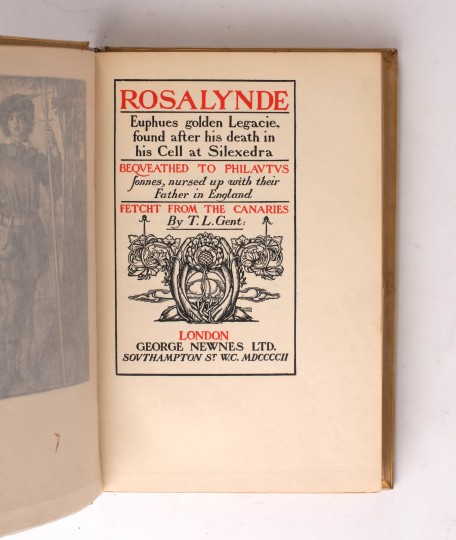 ROSALYNDE
Euphues golden Legacie,
found after his death in
his Cell at Silexedra
BEQVEATHED TO PHILAVTVS
sonnes, nursed up with their
Father in England
FETCHT FROM THE CANARIES
By T. L. Gent:
LONDON
GEORGE NEWNES LTD.
SOVTHAMPTON ST. W.C. MDCCCCII